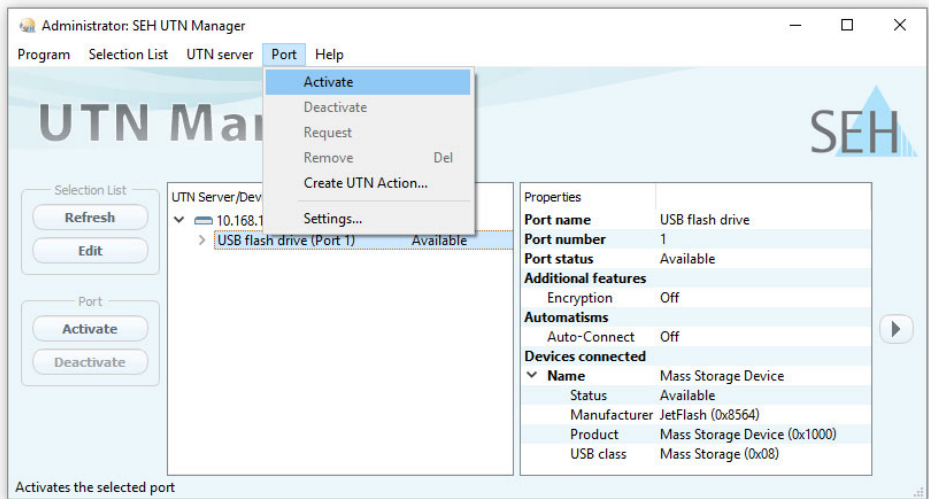 Administrator: SEH UTN Manager
Program Selection List UTN server Port Help
Activate
Deactivate
Request
Remove Del
Create UTN Action...
Settings...
UTN Mar
SEH
Selection List
Refresh
Edit
Port
Activate
Deactivate
UTN Server/Dev
10.168.1
USB flash drive (Port 1) Available
Properties
Port name USB flash drive
Port number 1
Port status Available
Additional features
Encryption Off
Automatisms
Auto-Connect Off
Devices connected
Name Mass Storage Device
Status Available
Manufacturer JetFlash (0x8564)
Product Mass Storage Device (0x1000)
USB class Mass Storage (0x08)
Activates the selected port